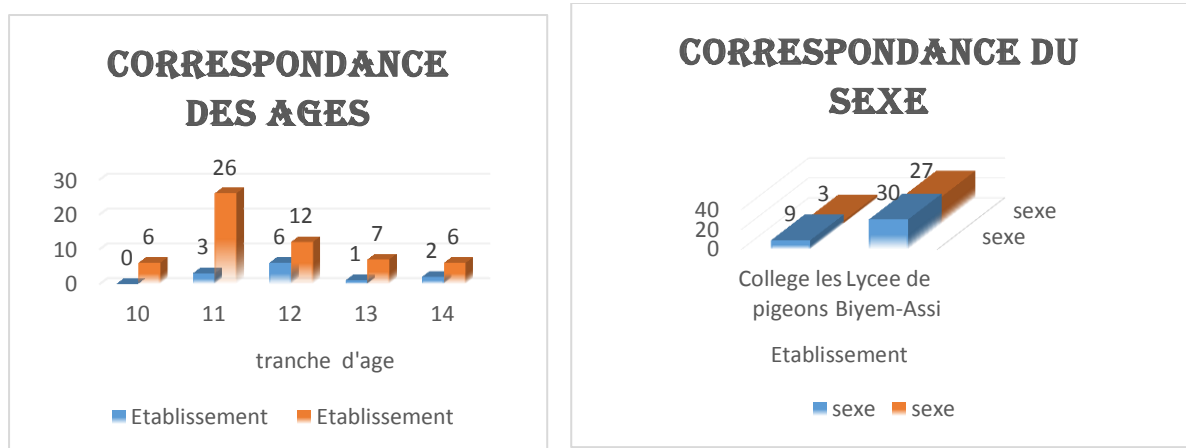 CORRESPONDANCE
DES AGES
30
20
10
0
0
6
3
26
6
12
1
7
2
6
10 11 12 13 14
tranche d'age
Etablissement Etablissement
CORRESPONDANCE DU
SEXE
40
20
0
9
3
30
27
sexe
sexe
College les Lycee de
pigeons Biyem-Assi
Etablissement
sexe sexe